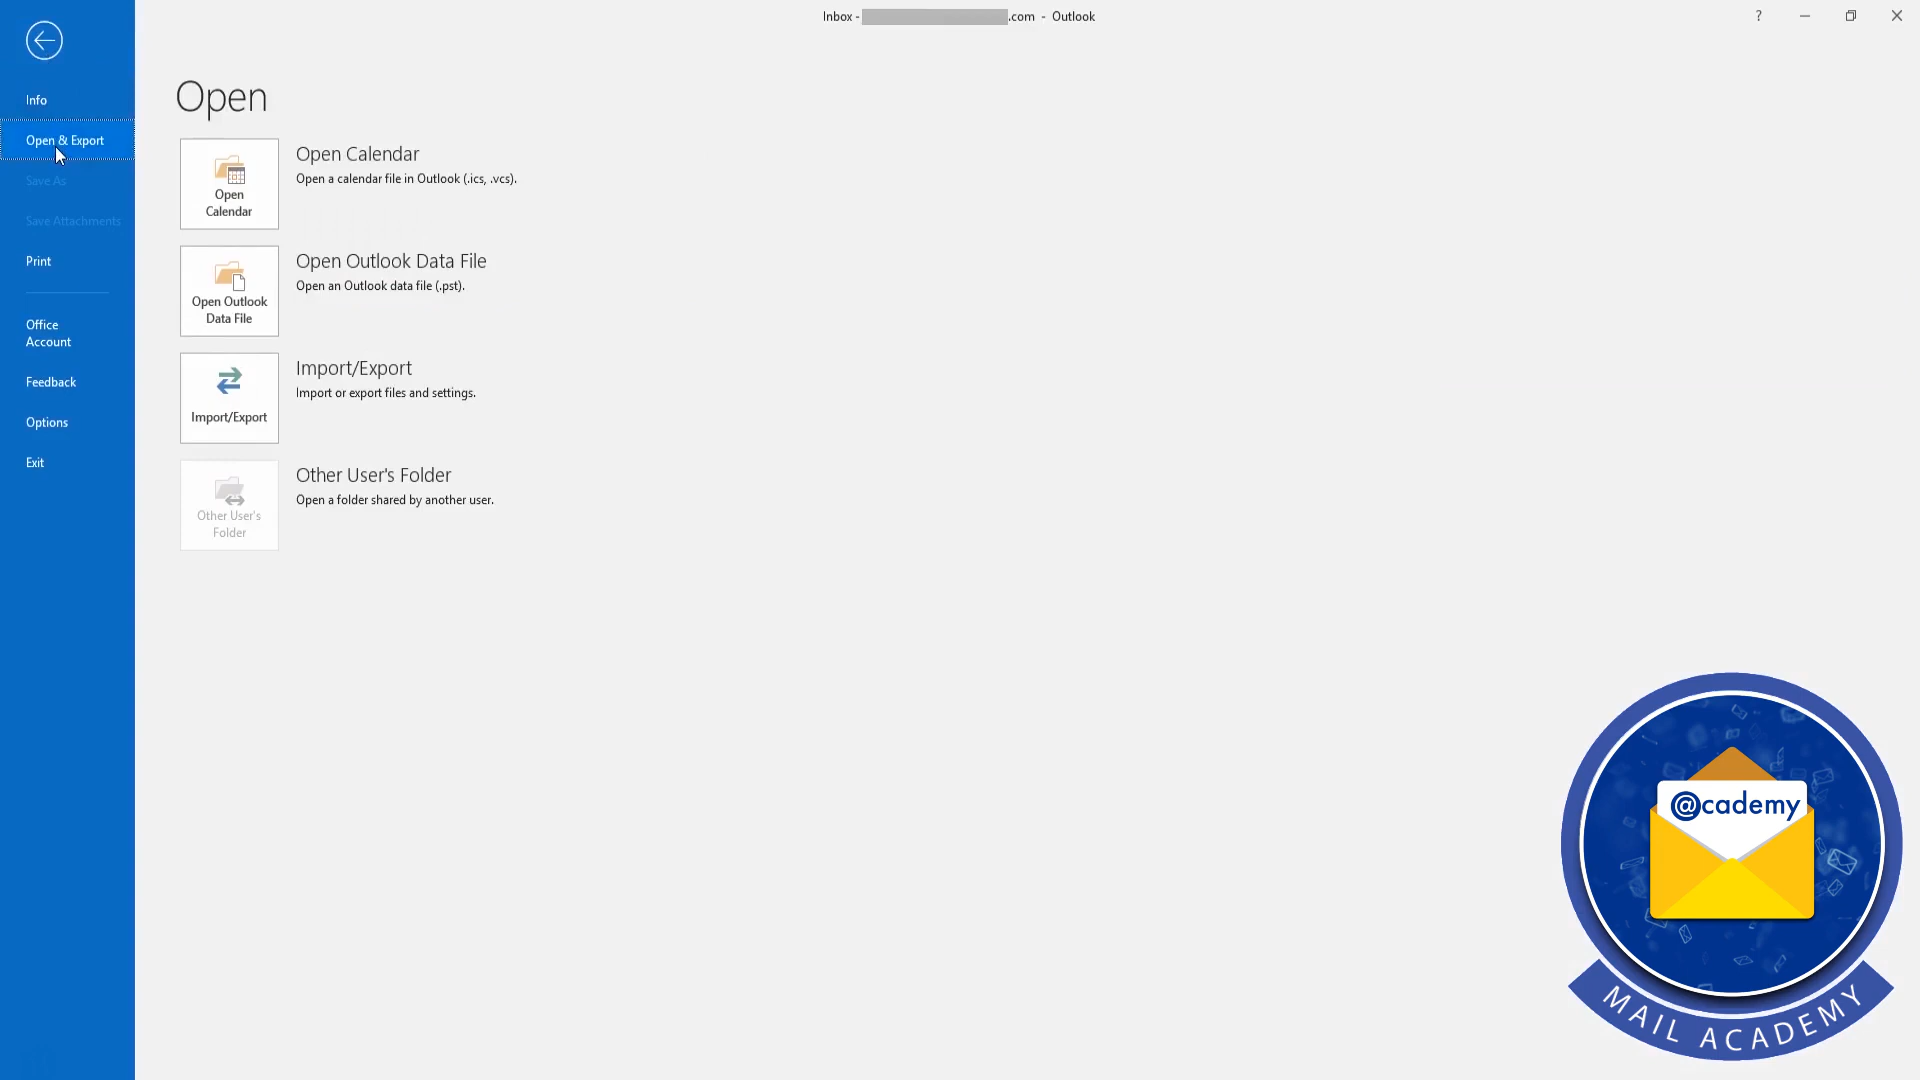 Inbox - .com - Outlook
?
Info
Open & Export
Save As
Save Attachments
Print
Office
Account
Feedback
Options
Exit
Open
Open
Calendar
Open Calendar
Open a calendar file in Outlook (.ics, .vcs).
Open Outlook
Data File
Open Outlook Data File
Open an Outlook data file (.pst).
Import/Export
Import/Export
Import or export files and settings.
Other User's
Folder
Other User's Folder
Open a folder shared by another user.
@cademy
MAIL ACADEMY